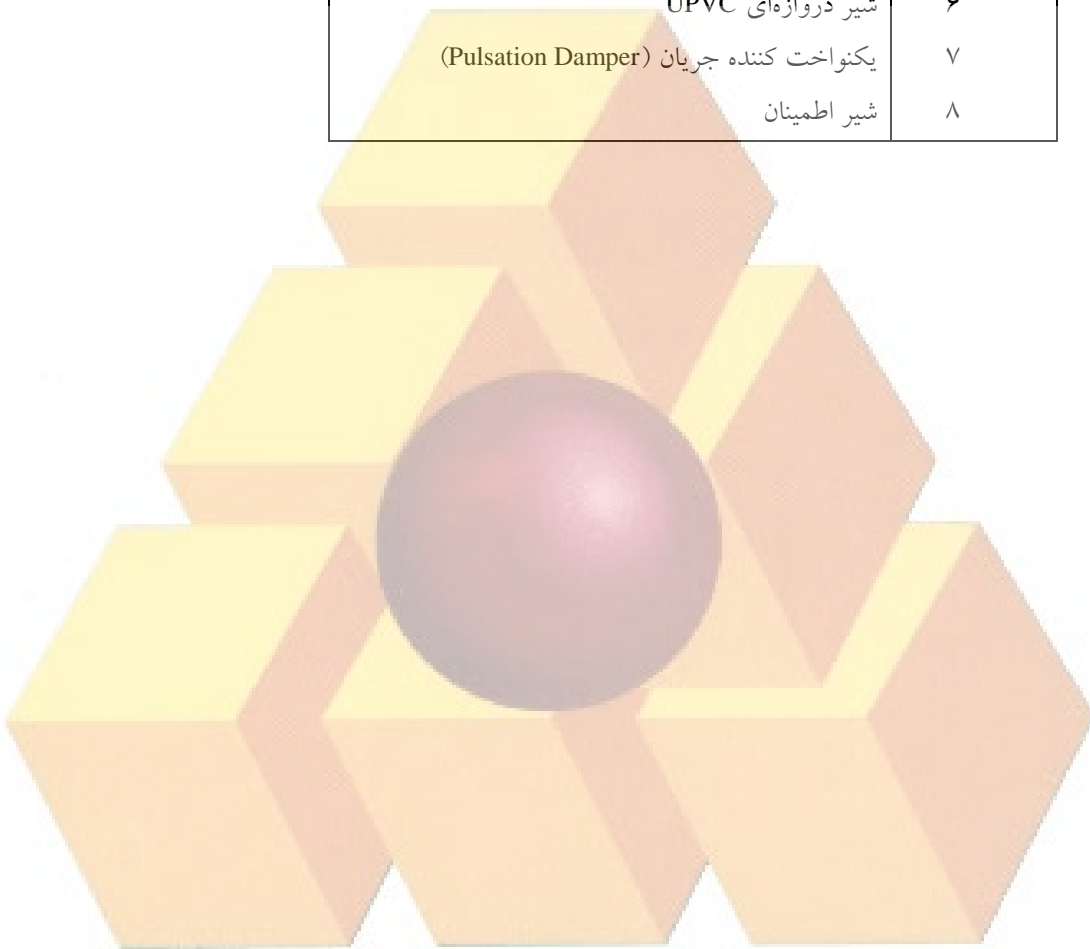 ۶ شیر دروازه‌ای UPVC
۷ یکنواخت کننده جریان (Pulsation Damper)
۸ شیر اطمینان